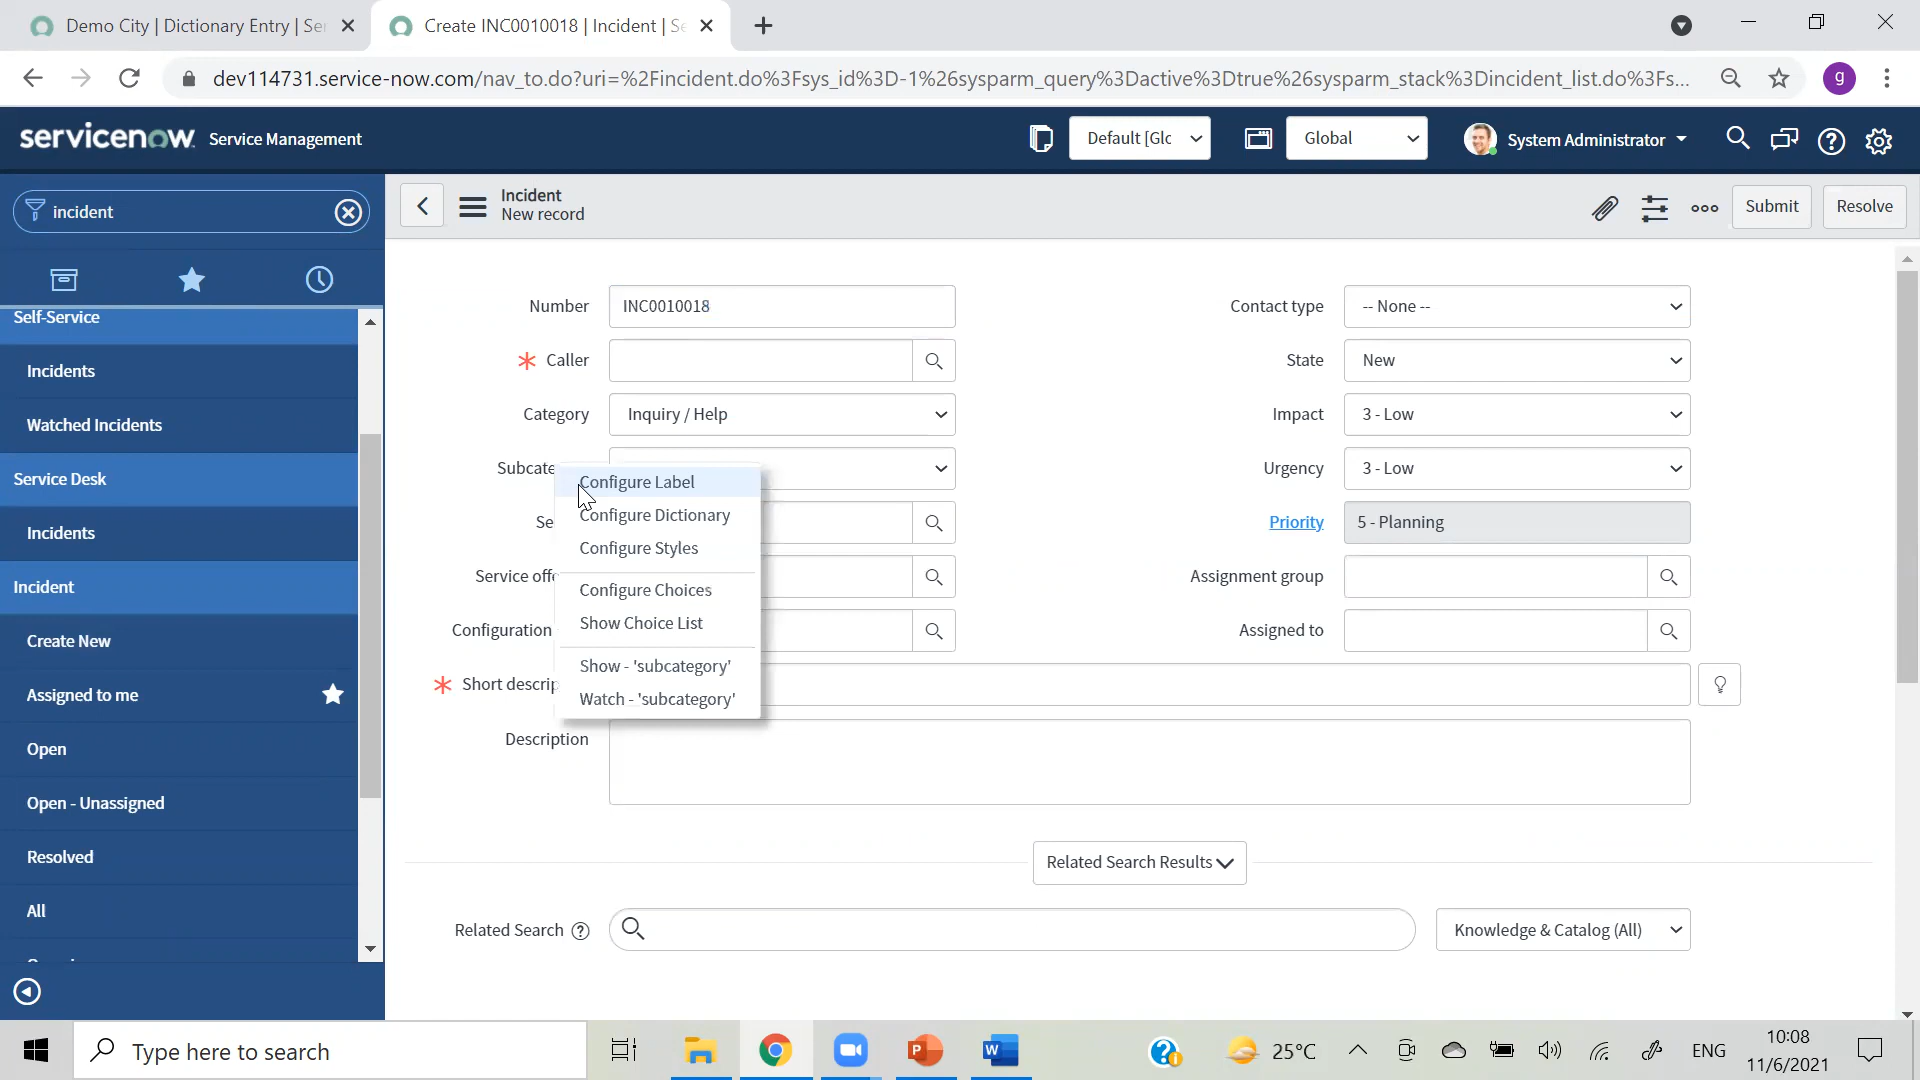 Demo City | Dictionary Entry | Ser
Create INC0010018 | Incident | Se
dev114731.service-now.com/nav_to.do?uri=%2Fincident.do%3Fsys_id%3D-1%26sysparm_query%3Dactive%3Dtrue%26sysparm_stack%3Dincident_list.do%3Fs...
g
servicenow. Service Management
Default [Glc
Global
System Administrator
incident
Incident
New record
Submit
Resolve
Self-Service
Incidents
Watched Incidents
Service Desk
Incidents
Incident
Create New
Assigned to me
Open
Open - Unassigned
Resolved
All
Number
INC0010018
Contact type
-- None --
Caller
State
New
Category
Inquiry / Help
Impact
3 - Low
Subcate
Urgency
3 - Low
Se
Priority
5 - Planning
Service offe
Assignment group
Configuration
Assigned to
Short descrip
Description
Configure Label
Configure Dictionary
Configure Styles
Configure Choices
Show Choice List
Show - 'subcategory'
Watch - 'subcategory'
Related Search Results
Related Search
Knowledge & Catalog (All)
Type here to search
25°C
ENG
10:08
11/6/2021